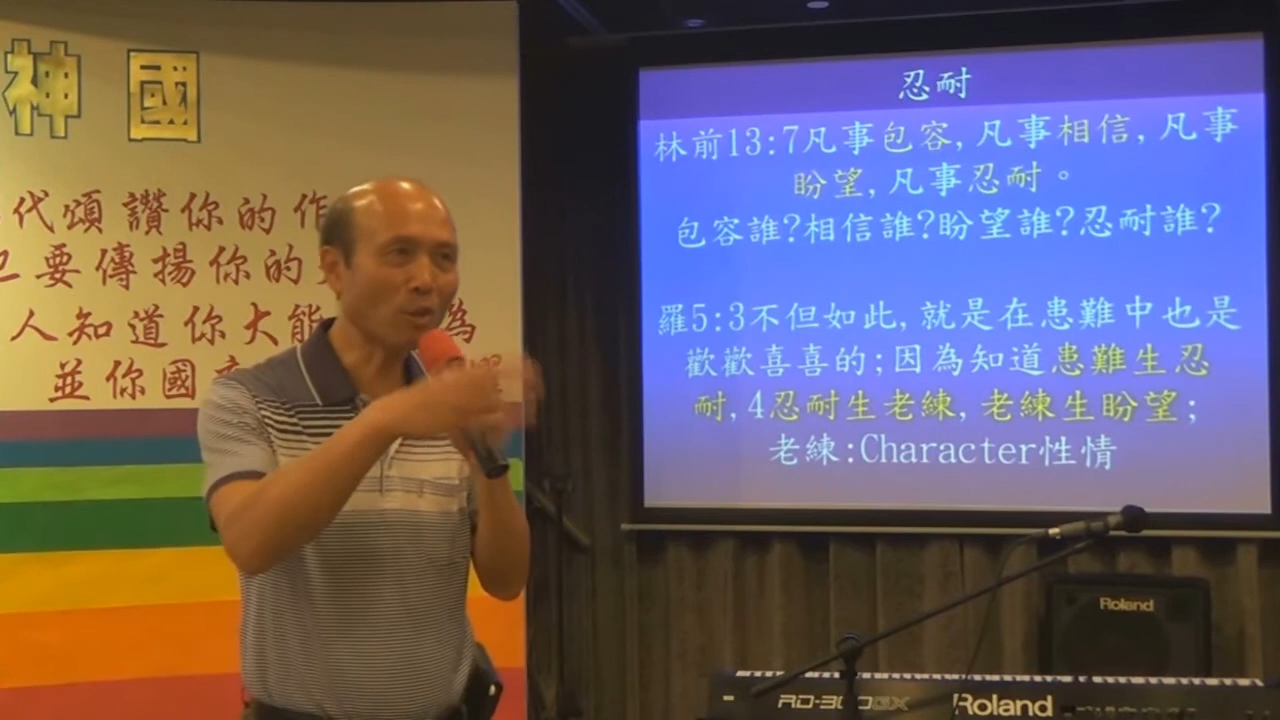 神國
代頌讚你的作
也要傳揚你的
人知道你大能 為
並你國
忍耐
林前13:7凡事包容,凡事相信,凡事
盼望,凡事忍耐。
包容誰?相信誰?盼望誰?忍耐誰?
羅5:3不但如此,就是在患難中也是
歡歡喜喜的;因為知道患難生忍
耐,4忍耐生老練,老練生盼望;
老練:Character性情
Roland
RD-300GX
Roland